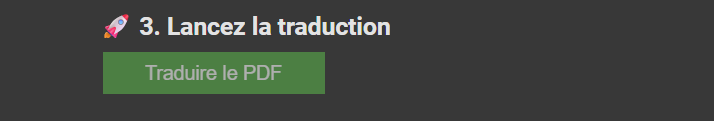 🚀 3. Lancez la traduction
Traduire le PDF